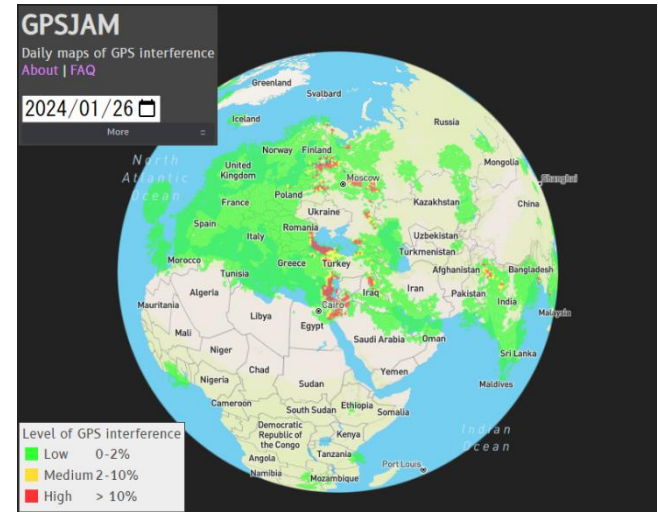 GPSJAM
Daily maps of GPS interference
About | FAQ
2024/01/26
More
Greenland
Svalbard
Iceland
Russia
Norway Finland
North
Atlantic
Ocean
United
Kingdom
Moscow
Mongolia
Shanghai
Poland
France
Ukraine
Kazakhstan
China
Spain
Romania
Italy
Uzbekistan
Turkmenistan
Greece
Turkey
Morocco
Tunisia
Afghanistan
Bangladesh
Algeria
Iraq
Iran
Pakistan
India
Cairo
Mauritania
Libya
Egypt
Malaysia
Mali
Saudi Arabia
Oman
Niger
Sri Lanka
Chad
Yemen
Nigeria
Sudan
Maldives
Cameroon
South Sudan
Ethiopia
Somalia
Indian
Ocean
Democratic
Republic of
the Congo
Kenya
Angola
Tanzania
Namibia
Mozambique
Port Louis
Level of GPS interference
Low 0-2%
Medium 2-10%
High > 10%